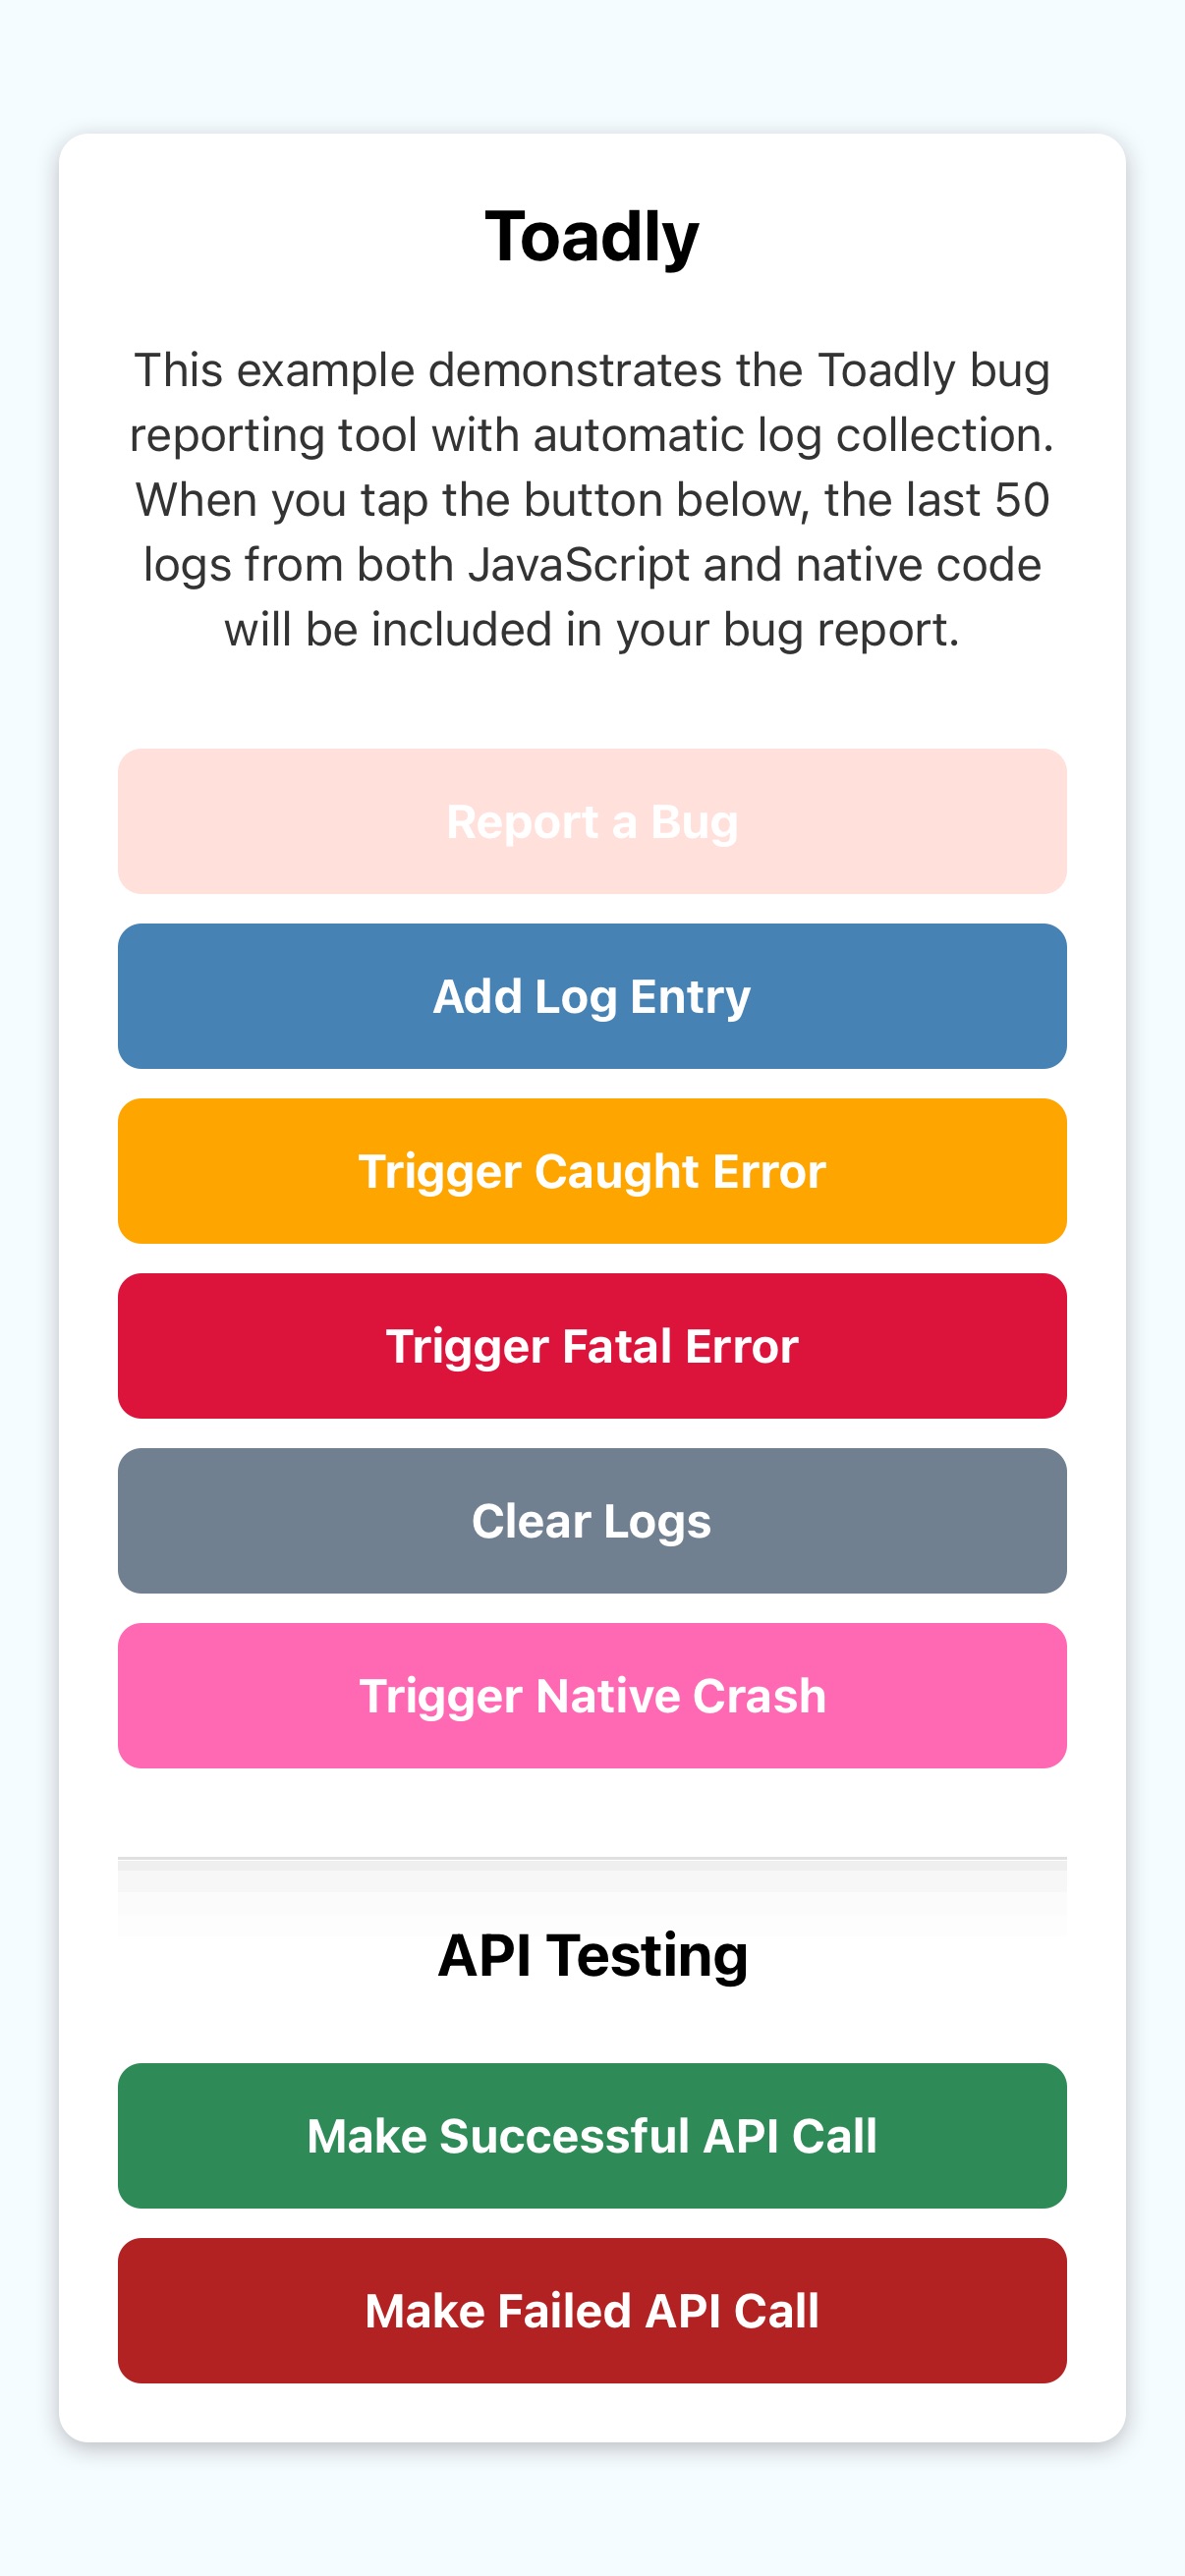 Toadly
This example demonstrates the Toadly bug
reporting tool with automatic log collection.
When you tap the button below, the last 50
logs from both JavaScript and native code
will be included in your bug report.
Report a Bug
Add Log Entry
Trigger Caught Error
Trigger Fatal Error
Clear Logs
Trigger Native Crash
API Testing
Make Successful API Call
Make Failed API Call